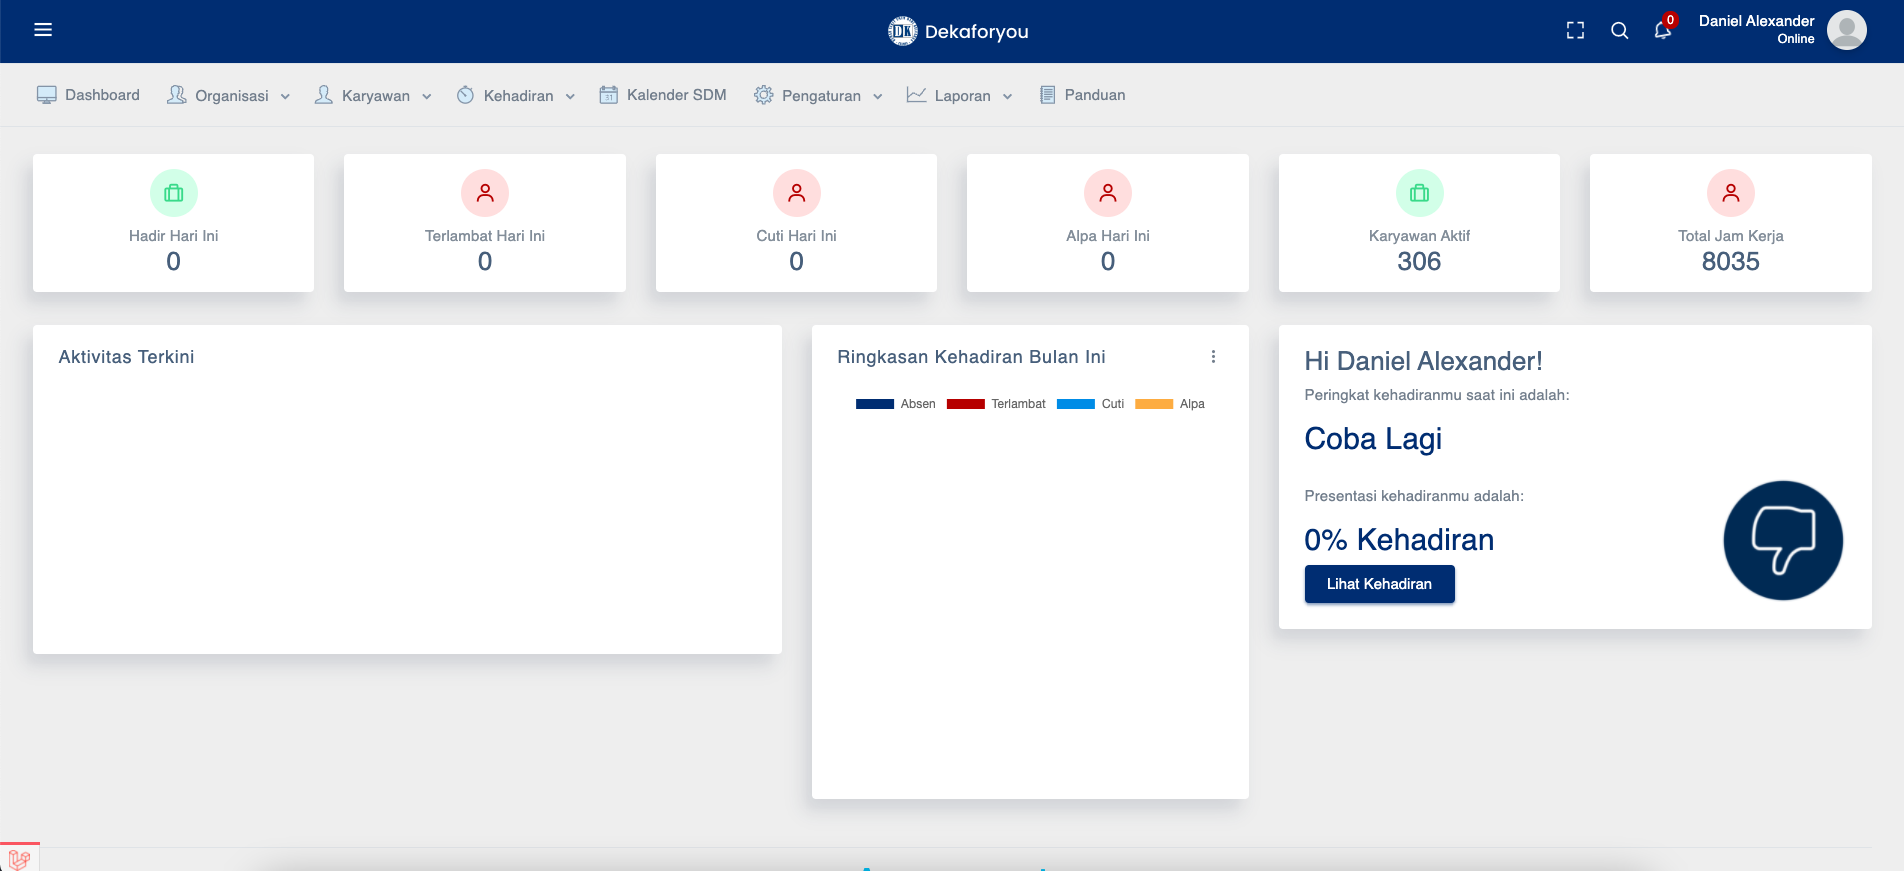 DK Dekaforyou
0
Daniel Alexander
Online
Dashboard Organisasi Karyawan Kehadiran 31 Kalender SDM Pengaturan Laporan Panduan
Hadir Hari Ini
0
Terlambat Hari Ini
0
Cuti Hari Ini
0
Alpa Hari Ini
0
Karyawan Aktif
306
Total Jam Kerja
8035
Aktivitas Terkini
Ringkasan Kehadiran Bulan Ini
Absen Terlambat Cuti Alpa
Hi Daniel Alexander!
Peringkat kehadiranmu saat ini adalah:
Coba Lagi
Presentasi kehadiranmu adalah:
0% Kehadiran
Lihat Kehadiran